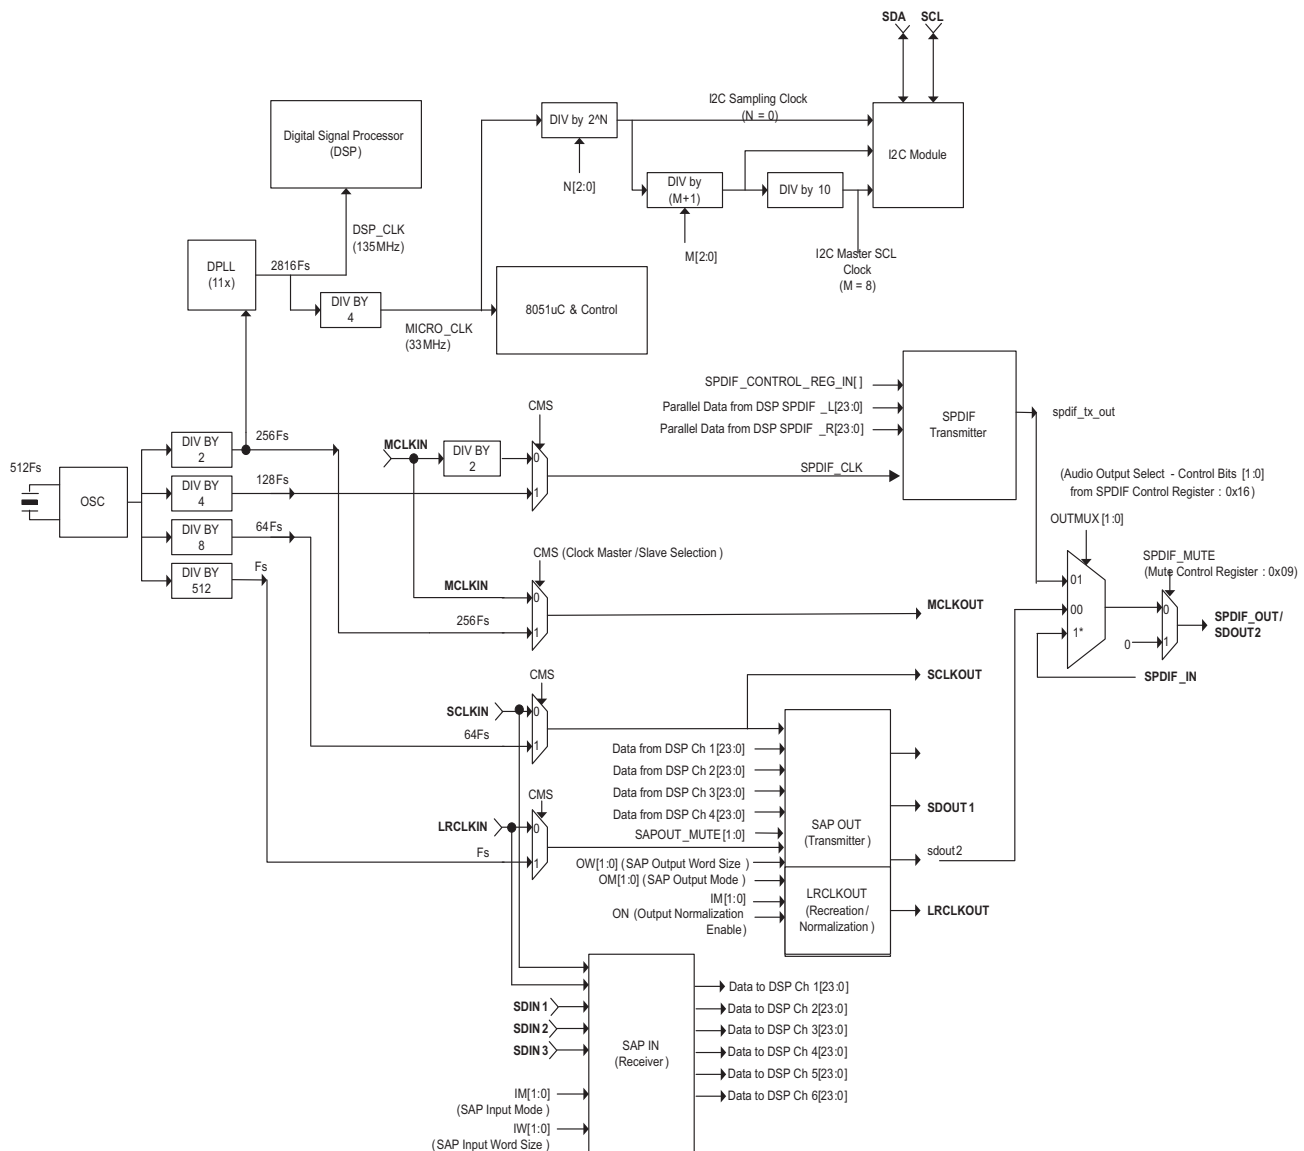 SDA SCL
Digital Signal Processor
(DSP)
DIV by 2^N
I2C Sampling Clock
(N = 0)
I2C Module
N[2:0]
DIV by
(M+1)
DIV by 10
M[2:0]
I2C Master SCL
Clock
(M = 8)
DSP_CLK
(135MHz)
DPLL
(11x)
2816Fs
DIV BY
4
MICRO_CLK
(33MHz)
8051uC & Control
SPDIF_CONTROL_REG_IN[ ]
Parallel Data from DSP SPDIF _L[23:0]
Parallel Data from DSP SPDIF _R[23:0]
SPDIF_CLK
SPDIF
Transmitter
spdif_tx_out
512Fs
OSC
DIV BY
2
256Fs
DIV BY
4
128Fs
DIV BY
8
64Fs
DIV BY
512
Fs
CMS
MCLKIN
DIV BY
2
0
1
(Audio Output Select - Control Bits [1:0]
from SPDIF Control Register : 0x16)
OUTMUX[1:0]
SPDIF_MUTE
(Mute Control Register : 0x09)
01
00
1*
0
1
0
SPDIF_OUT/
SDOUT2
SPDIF_IN
CMS (Clock Master /Slave Selection )
MCLKIN
0
256Fs
1
MCLKOUT
CMS
SCLKIN
0
64Fs
1
SCLKOUT
Data from DSP Ch 1[23:0]
Data from DSP Ch 2[23:0]
Data from DSP Ch 3[23:0]
Data from DSP Ch 4[23:0]
SAPOUT_MUTE[1:0]
CMS
LRCLKIN
0
Fs
1
OW[1:0] (SAP Output Word Size )
OM[1:0] (SAP Output Mode )
IM[1:0]
ON (Output Normalization
Enable)
SAP OUT
(Transmitter)
SDOUT1
sdout2
LRCLKOUT
(Recreation/
Normalization )
LRCLKOUT
SDIN1
SDIN2
SDIN3
IM[1:0]
(SAP Input Mode )
IW[1:0]
(SAP Input Word Size )
SAP IN
(Receiver)
Data to DSP Ch 1[23:0]
Data to DSP Ch 2[23:0]
Data to DSP Ch 3[23:0]
Data to DSP Ch 4[23:0]
Data to DSP Ch 5[23:0]
Data to DSP Ch 6[23:0]